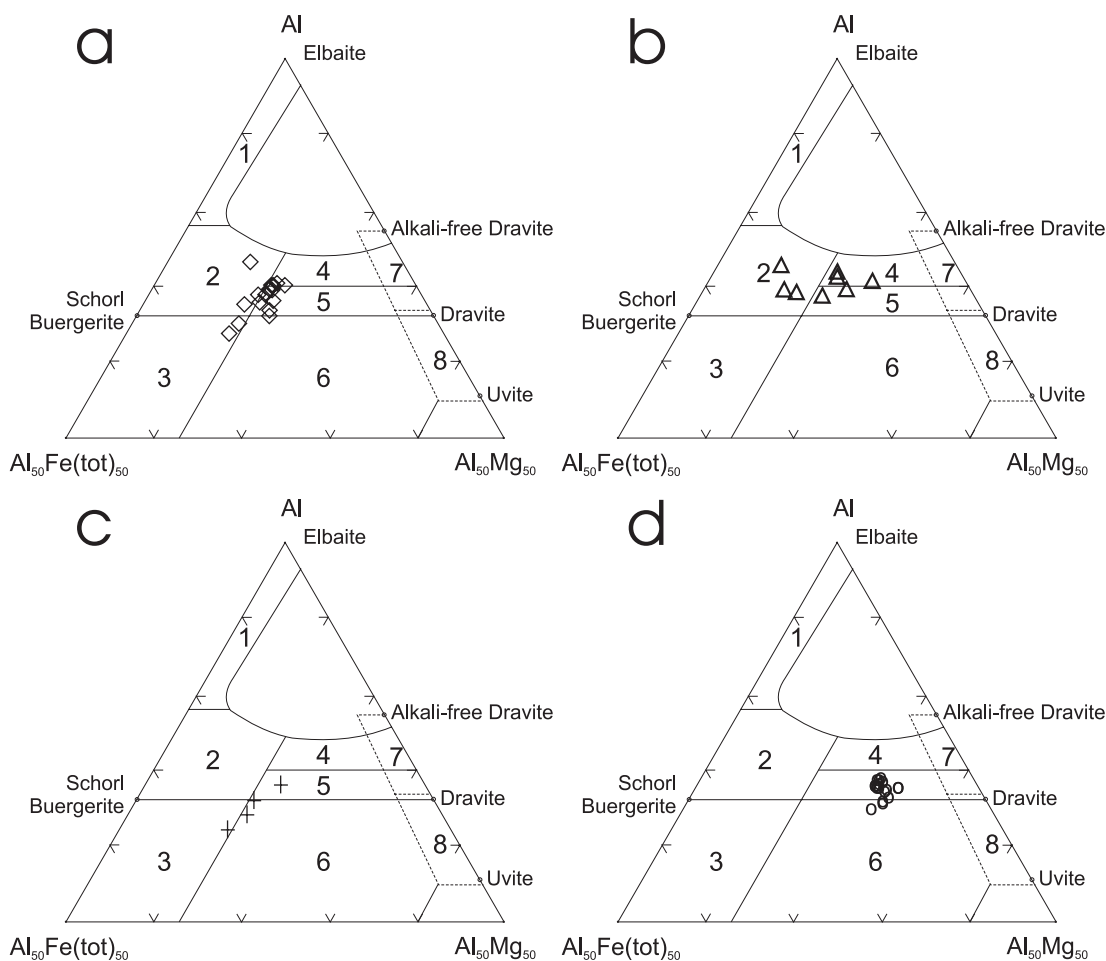 a
Al
Elbaite
1
Alkali-free Dravite
2
4
7
5
Schorl
Buergerite
Dravite
3
6
8
Uvite
Al₅₀Fe(tot)₅₀
Al₅₀Mg₅₀
b
Al
Elbaite
1
Alkali-free Dravite
2
4
7
5
Schorl
Buergerite
Dravite
3
6
8
Uvite
Al₅₀Fe(tot)₅₀
Al₅₀Mg₅₀
c
Al
Elbaite
1
Alkali-free Dravite
2
4
7
5
Schorl
Buergerite
Dravite
3
6
8
Uvite
Al₅₀Fe(tot)₅₀
Al₅₀Mg₅₀
d
Al
Elbaite
1
Alkali-free Dravite
2
4
7
5
Schorl
Buergerite
Dravite
3
6
8
Uvite
Al₅₀Fe(tot)₅₀
Al₅₀Mg₅₀